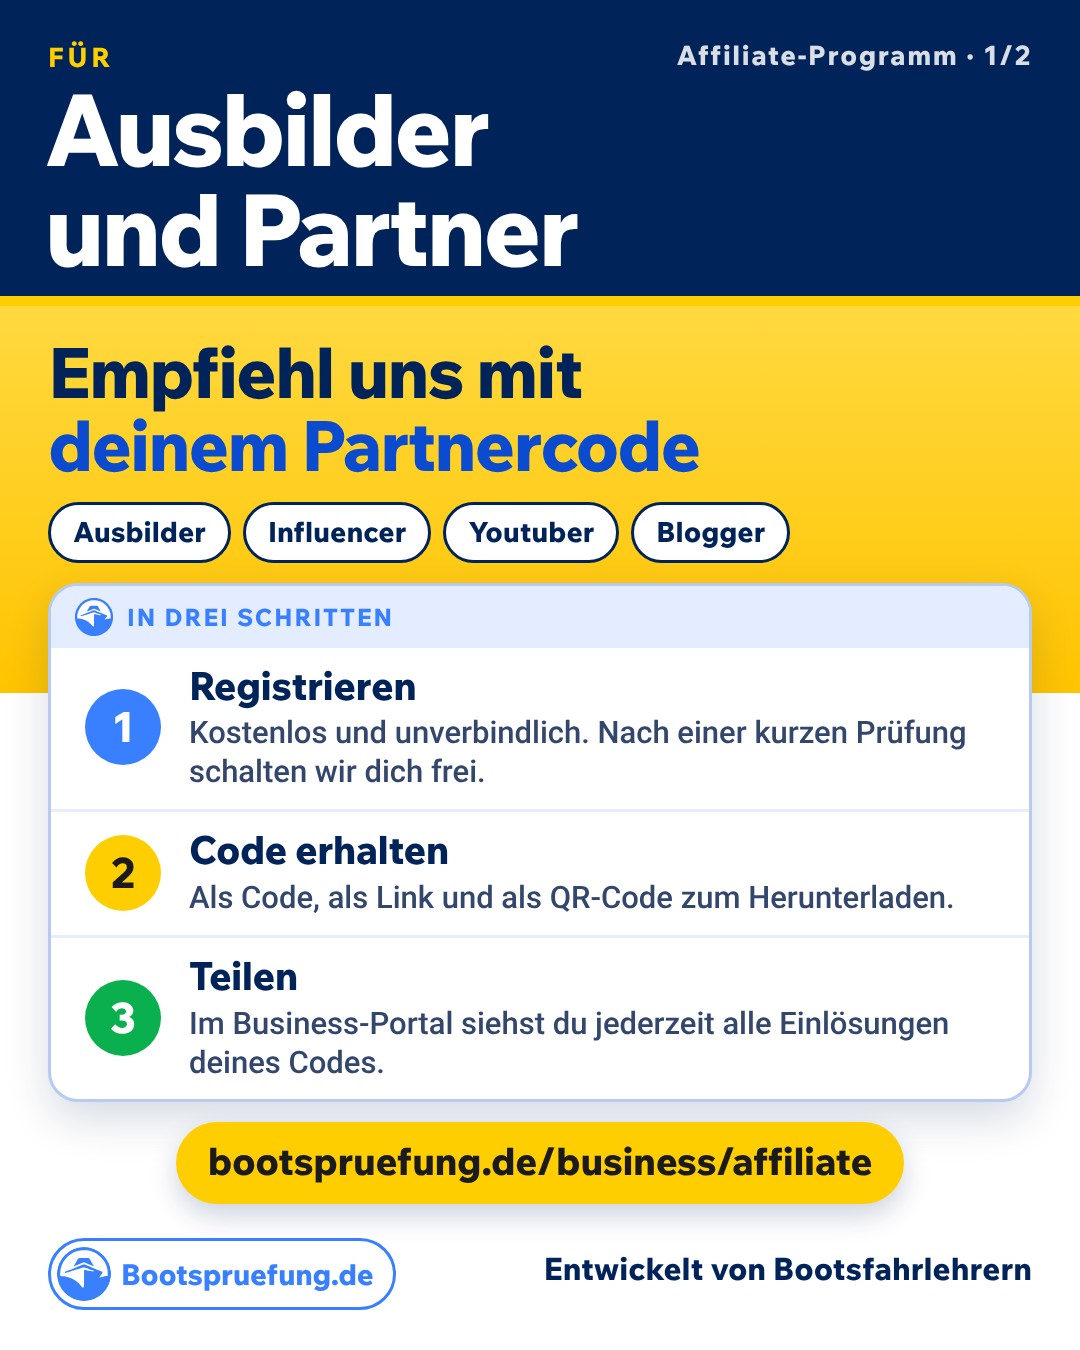 FÜR
Affiliate-Programm · 1/2
Ausbilder
und Partner
Empfiehl uns mit
deinem Partnercode
Ausbilder
Influencer
Youtuber
Blogger
IN DREI SCHRITTEN
1
Registrieren
Kostenlos und unverbindlich. Nach einer kurzen Prüfung
schalten wir dich frei.
2
Code erhalten
Als Code, als Link und als QR-Code zum Herunterladen.
3
Teilen
Im Business-Portal siehst du jederzeit alle Einlösungen
deines Codes.
bootspruefung.de/business/affiliate
Bootspruefung.de
Entwickelt von Bootsfahrlehrern